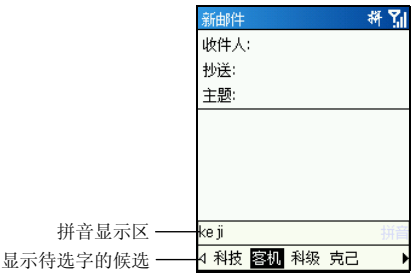 新邮件 拼
收件人:
抄送:
主题:
拼音显示区
ke ji 拼音
显示待选字的候选
科技 客机 科级 克己